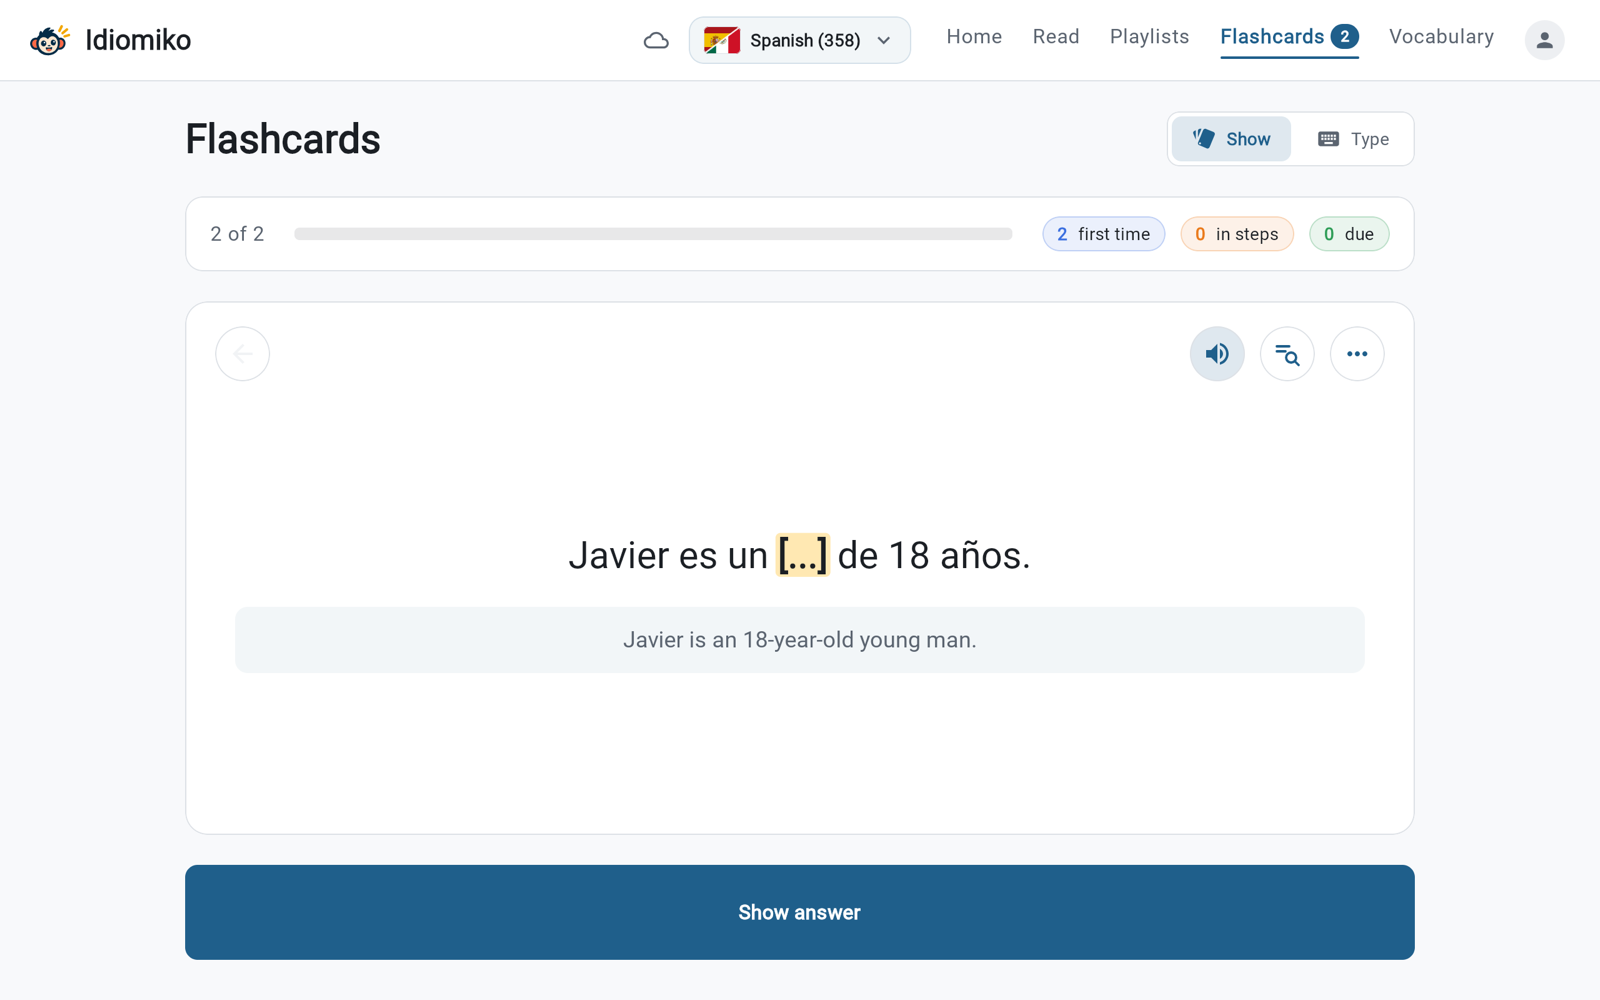 Idiomiko
Spanish (358)
Home
Read
Playlists
Flashcards 2
Vocabulary
Flashcards
Show
Type
2 of 2
2 first time
0 in steps
0 due
Javier es un [...] de 18 años.
Javier is an 18-year-old young man.
Show answer